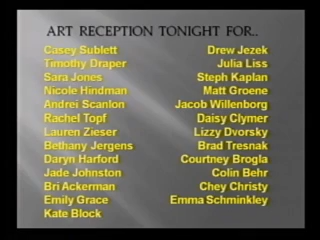 ART RECEPTION TONIGHT FOR..
Casey Sublett Drew Jezek
Timothy Draper Julia Liss
Sara Jones Steph Kaplan
Nicole Hindman Matt Groene
Andrei Scanlon Jacob Willenborg
Rachel Topf Daisy Clymer
Lauren Zieser Lizzy Dvorsky
Bethany Jergens Brad Tresnak
Daryn Harford Courtney Brogla
Jade Johnston Colin Behr
Bri Ackerman Chey Christy
Emily Grace Emma Schminkley
Kate Block